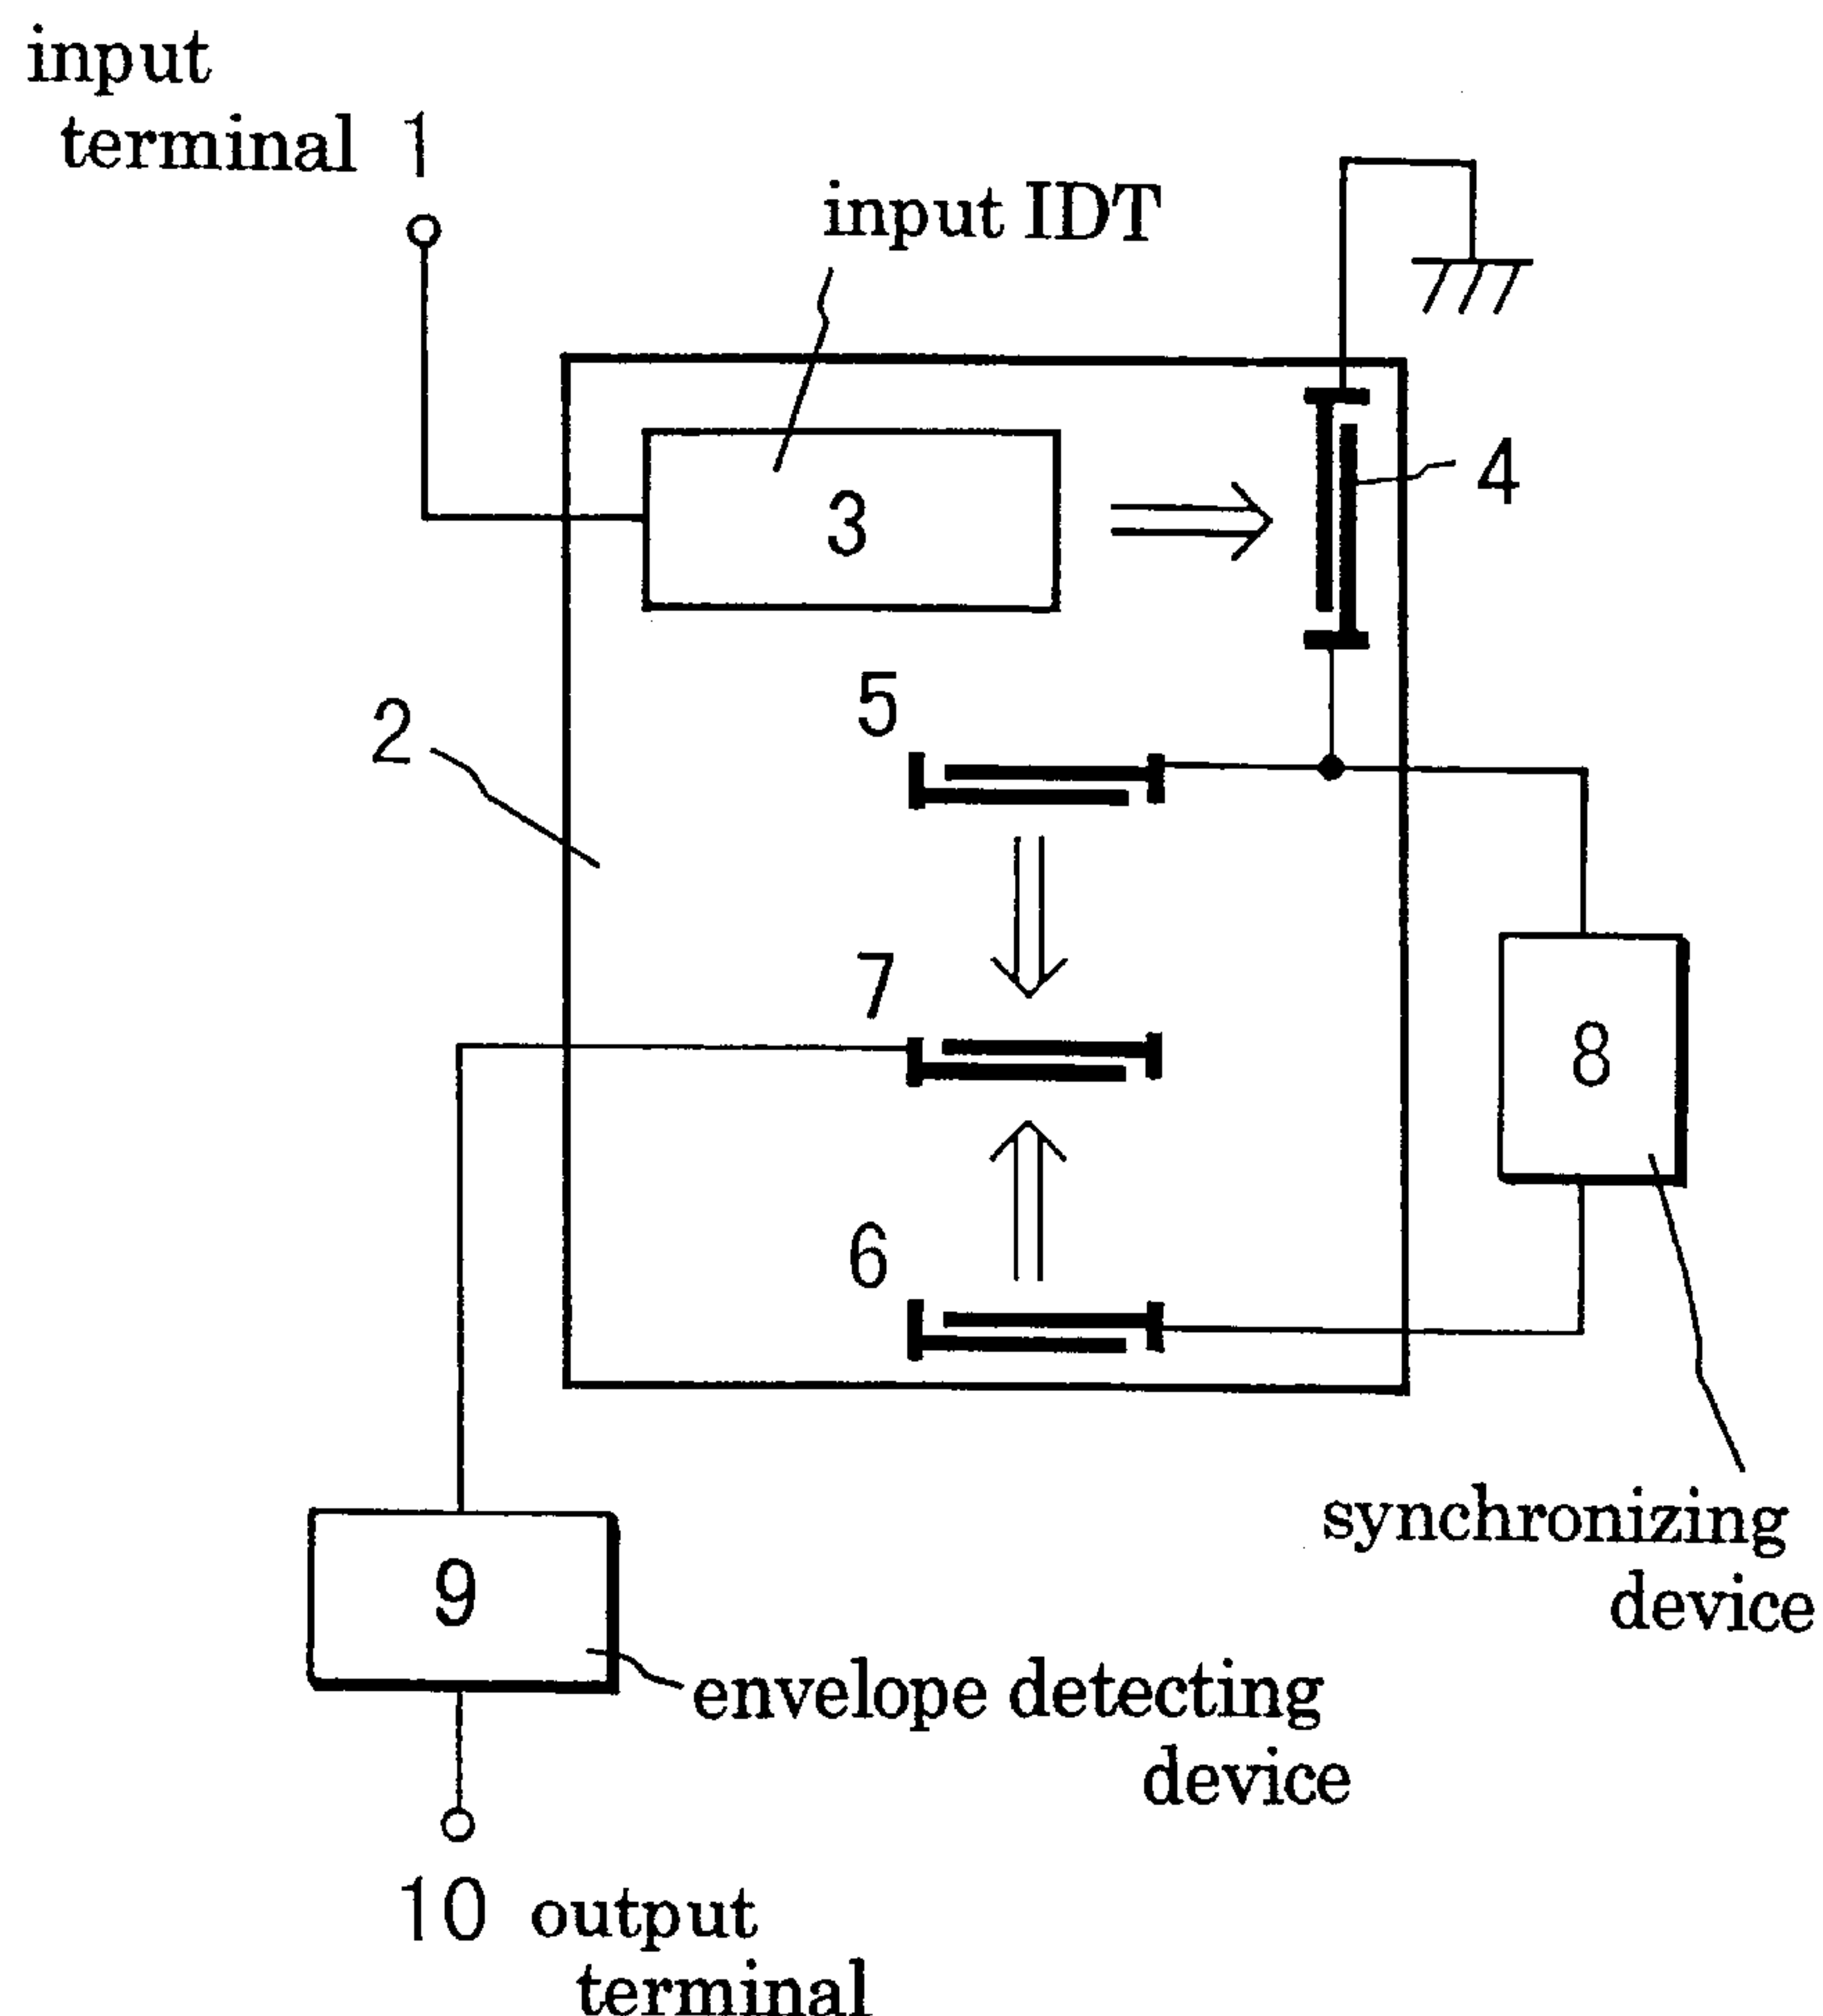 input
terminal 1
input IDT
3
4
5
2
7
8
6
synchronizing
device
9
envelope detecting
device
10 output
terminal